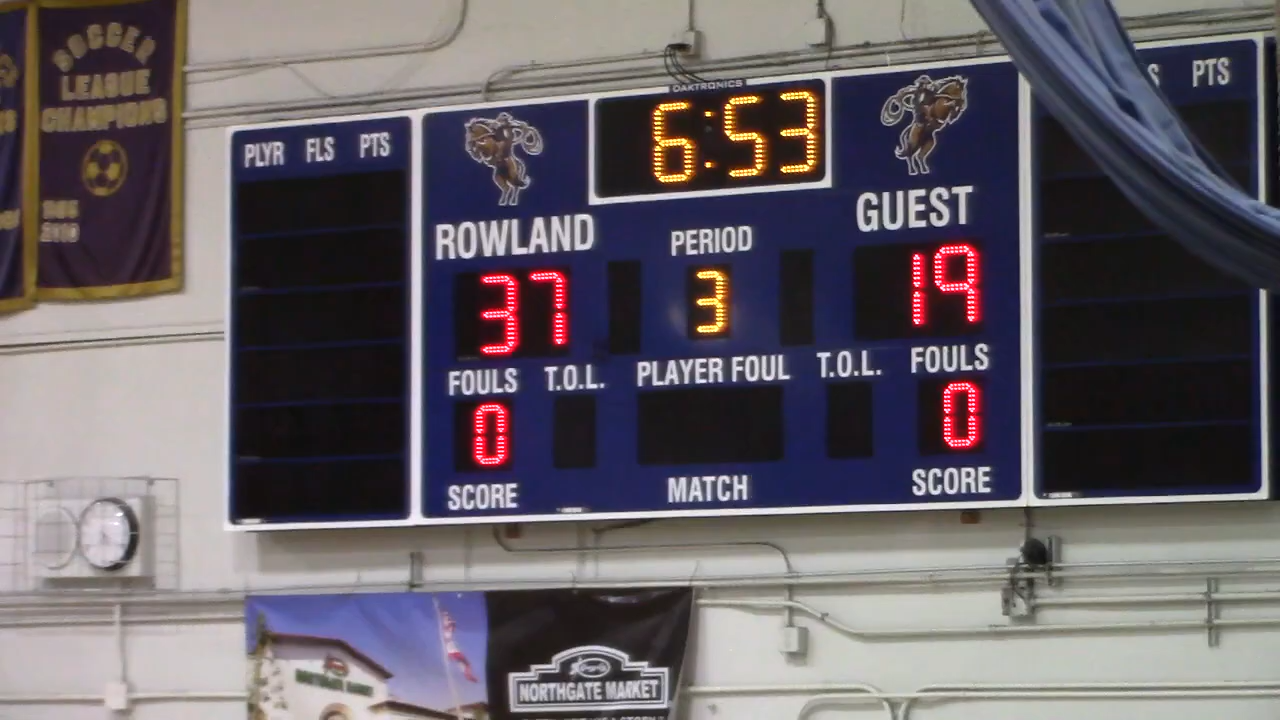 SOCCER
LEAGUE
CHAMPIONS
2010
PLYR FLS PTS
DAKTRONICS
6:53
PTS
ROWLAND
GUEST
PERIOD
37
3
19
FOULS T.O.L. PLAYER FOUL T.O.L. FOULS
0
0
SCORE MATCH SCORE
NORTHGATE MARKET